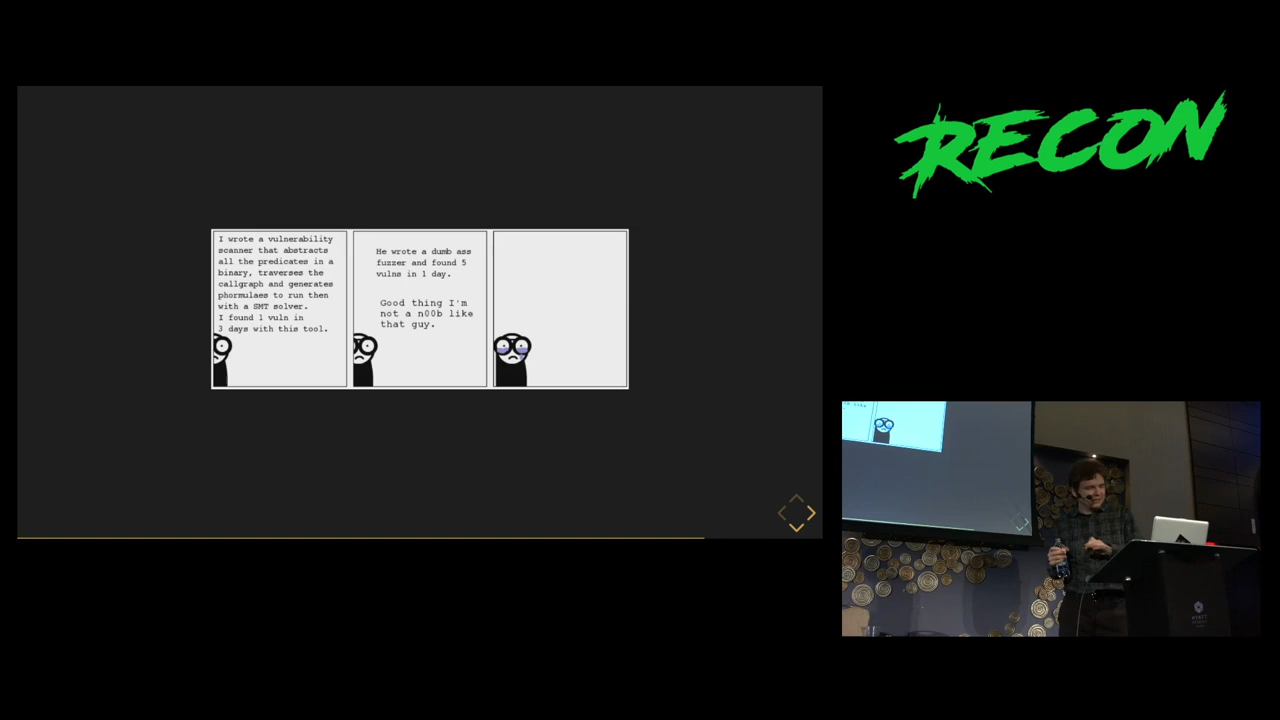 RECON
I wrote a vulnerability
scanner that abstracts
all the predicates in a
binary, traverses the
callgraph and generates
phormulaes to run then
with a SMT solver.
I found 1 vuln in
3 days with this tool.
He wrote a dumb ass
fuzzer and found 5
vulns in 1 day.
Good thing I'm
not a n00b like
that guy.
HYATT